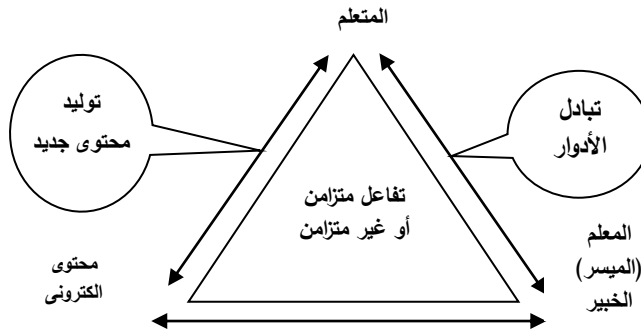 المتعلم
تبادل
الأدوار
توليد
محتوى جديد
تفاعل متزامن
أو غير متزامن
المعلم
(الميسر)
الخبير
محتوى
الكترونى